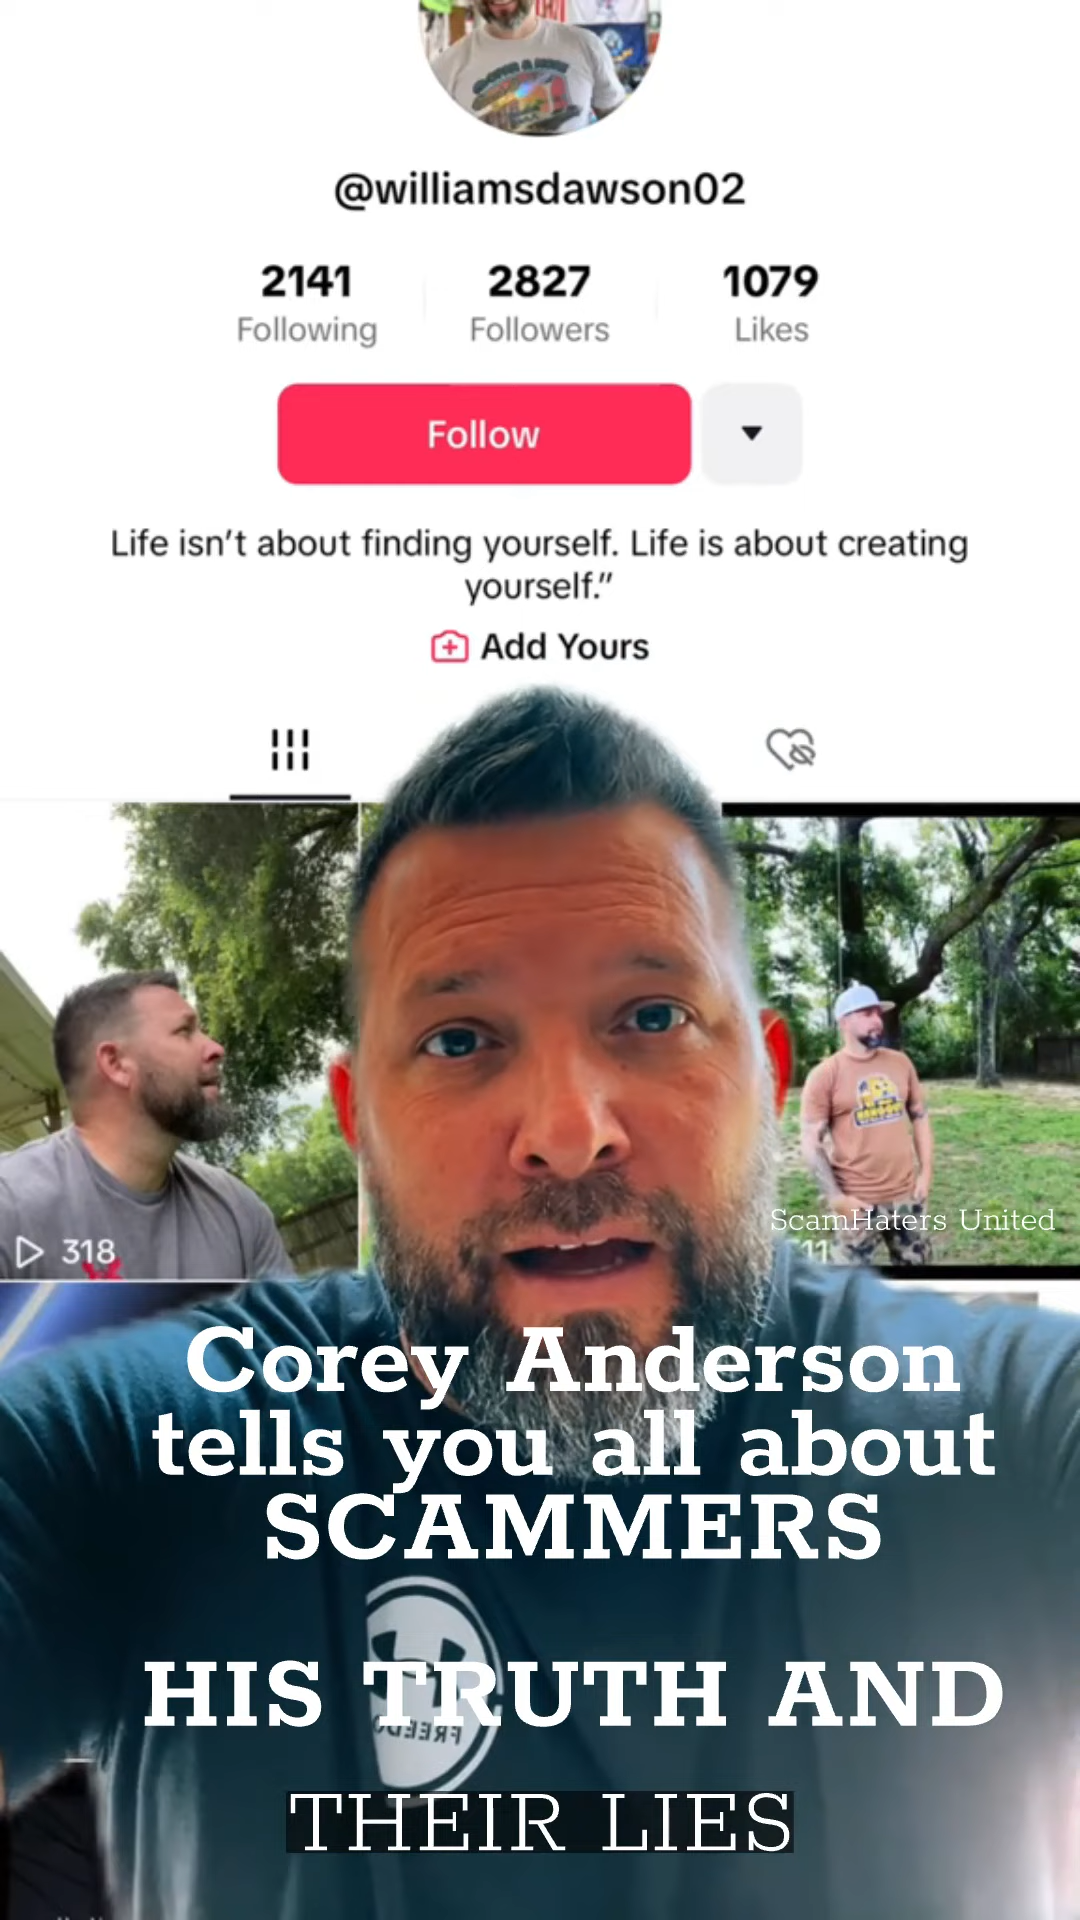 @williamsdawson02
2141 2827 1079
Following Followers Likes
Follow
Life isn't about finding yourself. Life is about creating
yourself."
Add Yours
318
ScamHaters United
11
Corey Anderson
tells you all about
SCAMMERS
HIS TRUTH AND
THEIR LIES